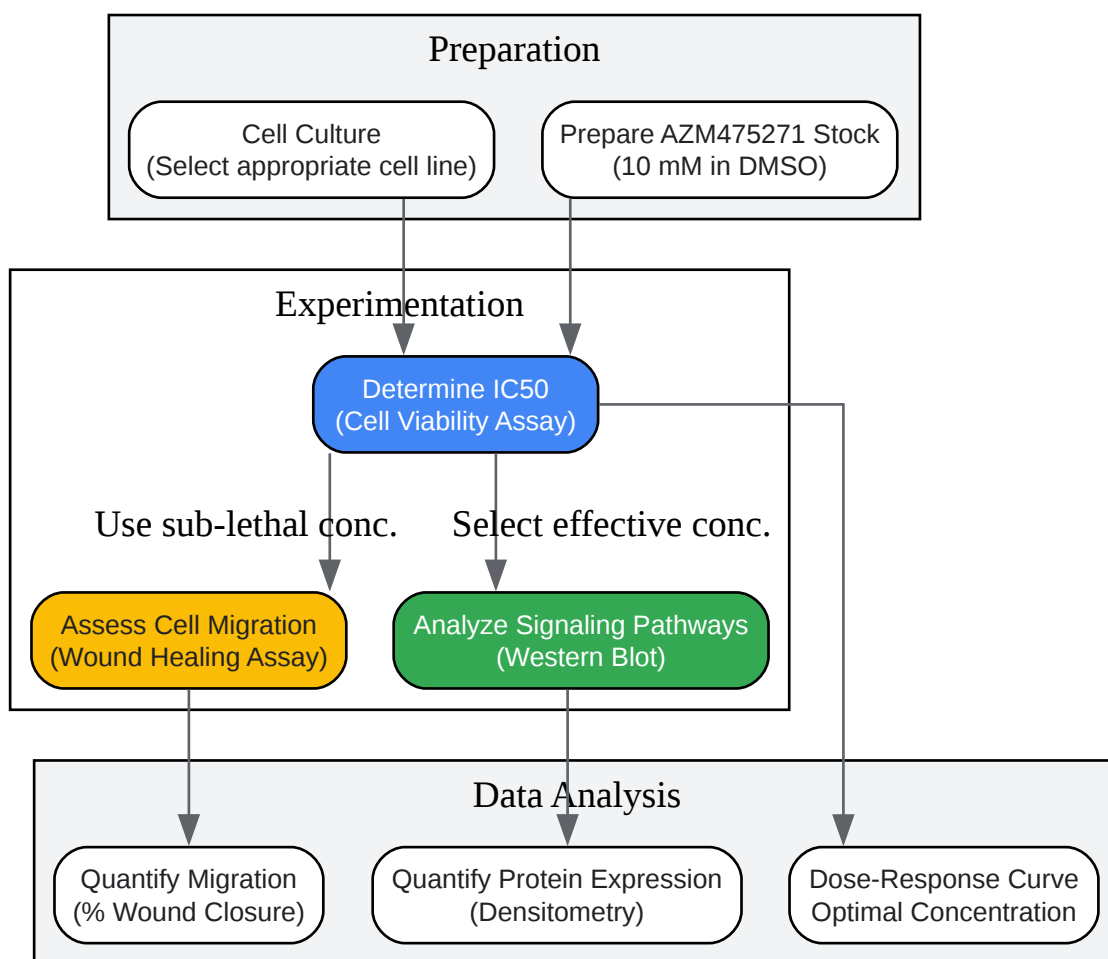 Preparation
Cell Culture
(Select appropriate cell line)
Prepare AZM475271 Stock
(10 mM in DMSO)
Experimentation
Determine IC50
(Cell Viability Assay)
Use sub-lethal conc.
Select effective conc.
Assess Cell Migration
(Wound Healing Assay)
Analyze Signaling Pathways
(Western Blot)
Data Analysis
Quantify Migration
(% Wound Closure)
Quantify Protein Expression
(Densitometry)
Dose-Response Curve
Optimal Concentration